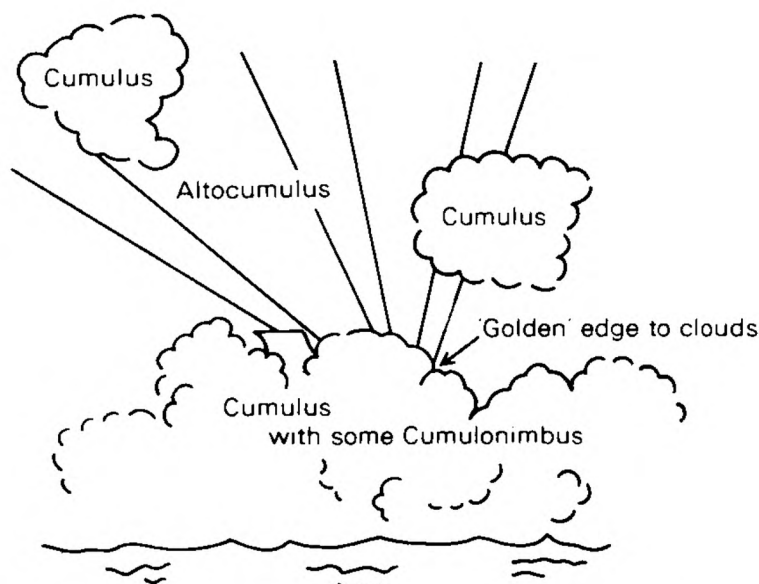 Cumulus
Altocumulus
Cumulus
'Golden' edge to clouds
Cumulus
with some Cumulonimbus